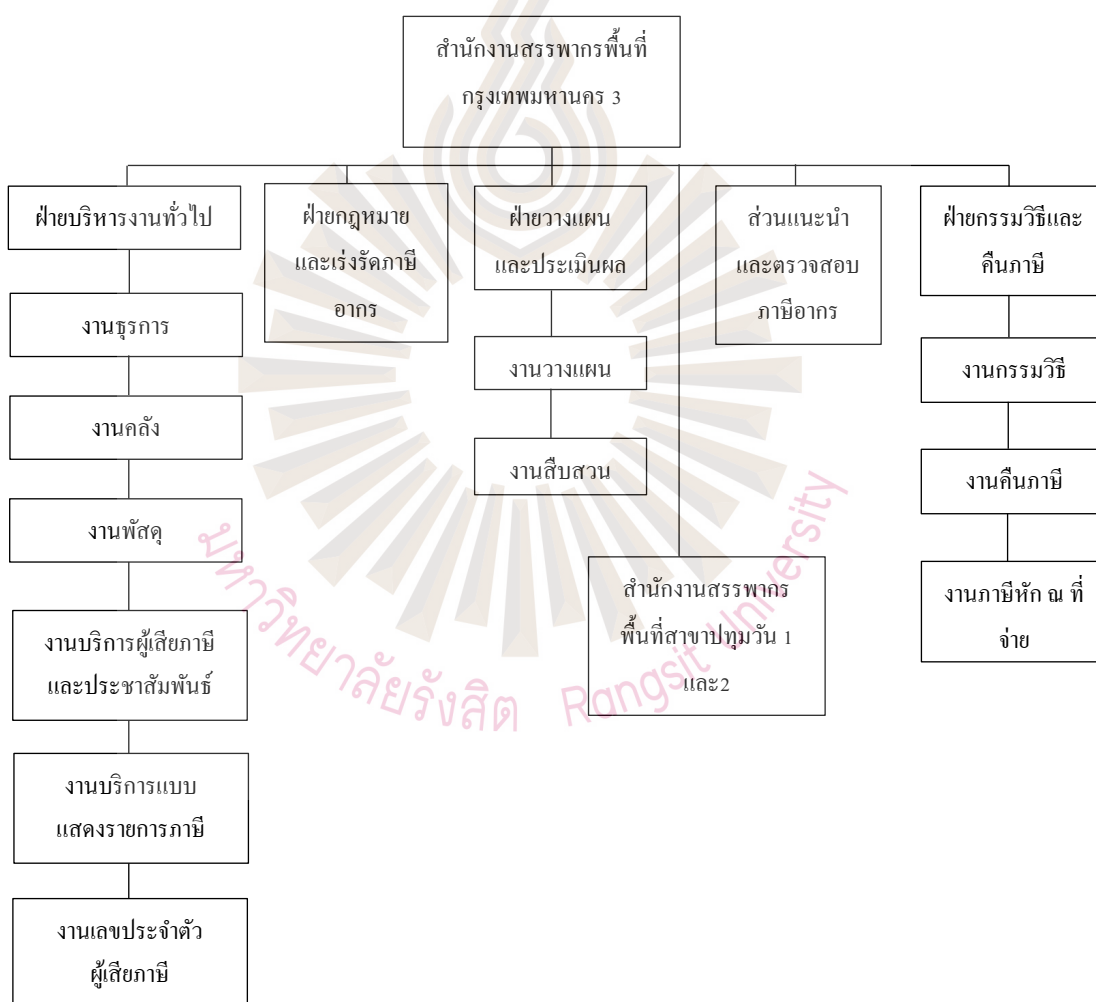 สำนักงานสรรพากรพื้นที่
กรุงเทพมหานคร 3
ฝ่ายบริหารงานทั่วไป
งานธุรการ
งานคลัง
งานพัสดุ
งานบริการผู้เสียภาษี
และประชาสัมพันธ์
งานบริการแบบ
แสดงรายการภาษี
งานเลขประจำตัว
ผู้เสียภาษี
ฝ่ายกฎหมาย
และเร่งรัดภาษี
อากร
ฝ่ายวางแผน
และประเมินผล
งานวางแผน
งานสืบสวน
สำนักงานสรรพากร
พื้นที่สาขาปทุมวัน 1
และ2
ส่วนแนะนำ
และตรวจสอบ
ภาษีอากร
ฝ่ายกรรมวิธีและ
คืนภาษี
งานกรรมวิธี
งานคืนภาษี
งานภาษีหัก ณ ที่
จ่าย
มหาวิทยาลัยรังสิต Rangsit University